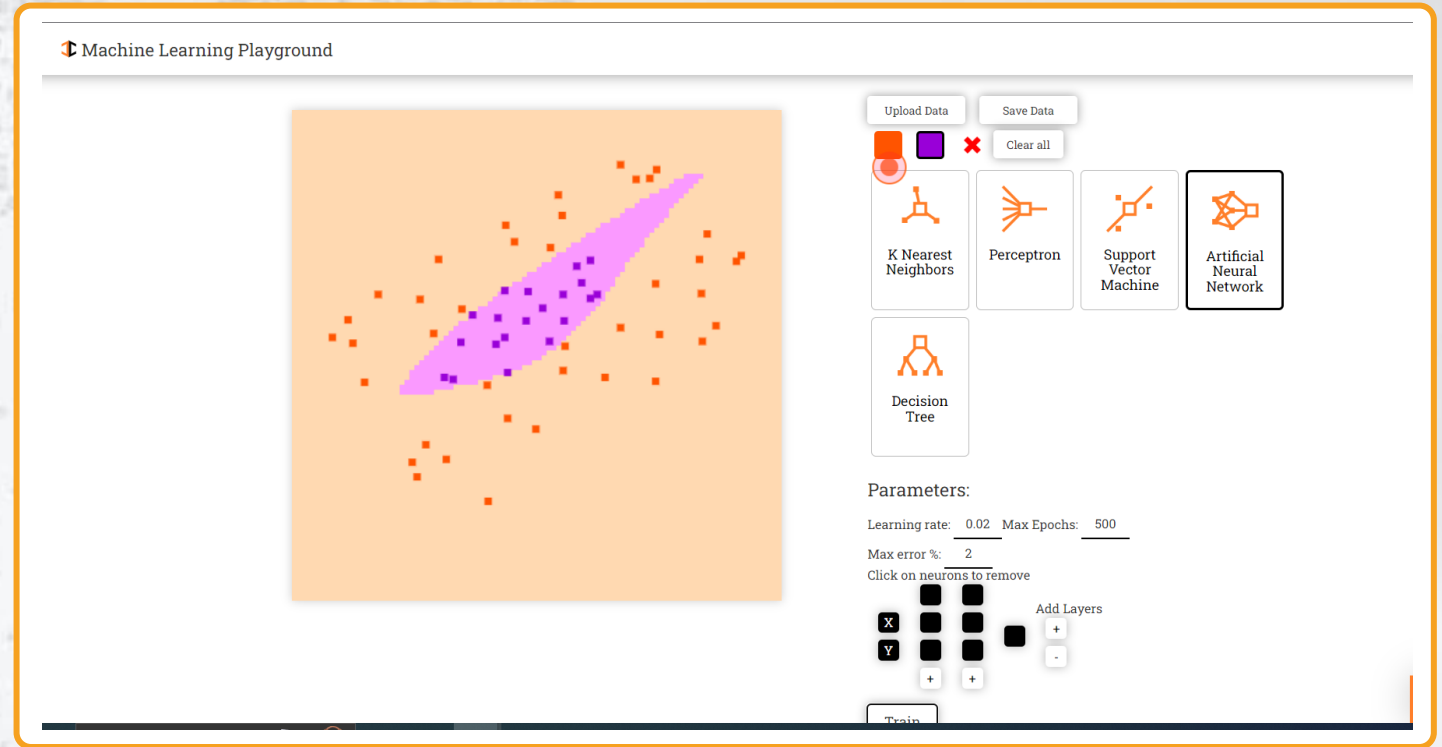 Machine Learning Playground
Upload Data
Save Data
Clear all
K Nearest
Neighbors
Perceptron
Support
Vector
Machine
Artificial
Neural
Network
Decision
Tree
Parameters:
Learning rate: 0.02 Max Epochs: 500
Max error %: 2
Click on neurons to remove
Add Layers
X
+
Y
-
+ +
Train